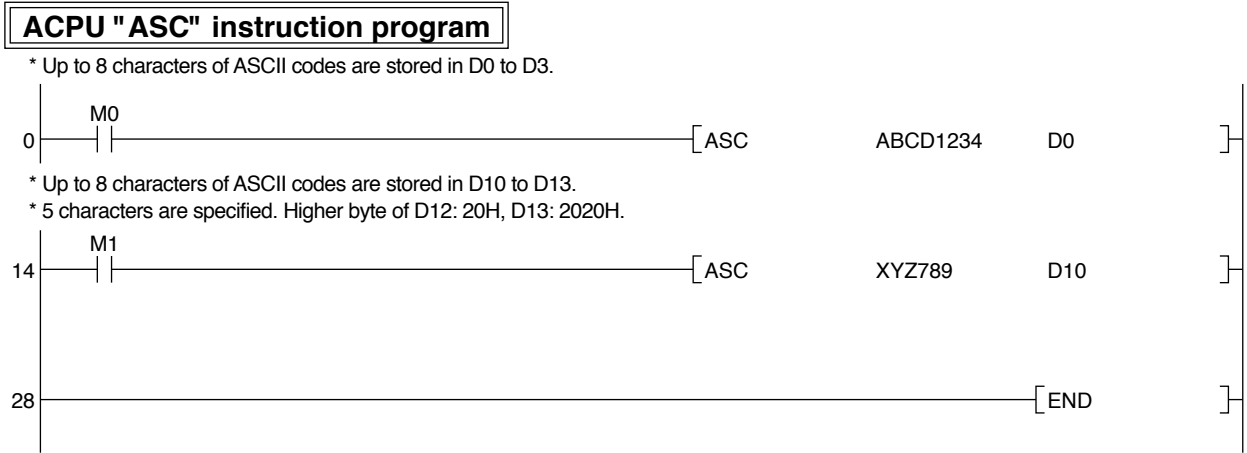 ACPU "ASC" instruction program
* Up to 8 characters of ASCII codes are stored in D0 to D3.
M0
0 ASC ABCD1234 D0
* Up to 8 characters of ASCII codes are stored in D10 to D13.
* 5 characters are specified. Higher byte of D12: 20H, D13: 2020H.
M1
14 ASC XYZ789 D10
28 END